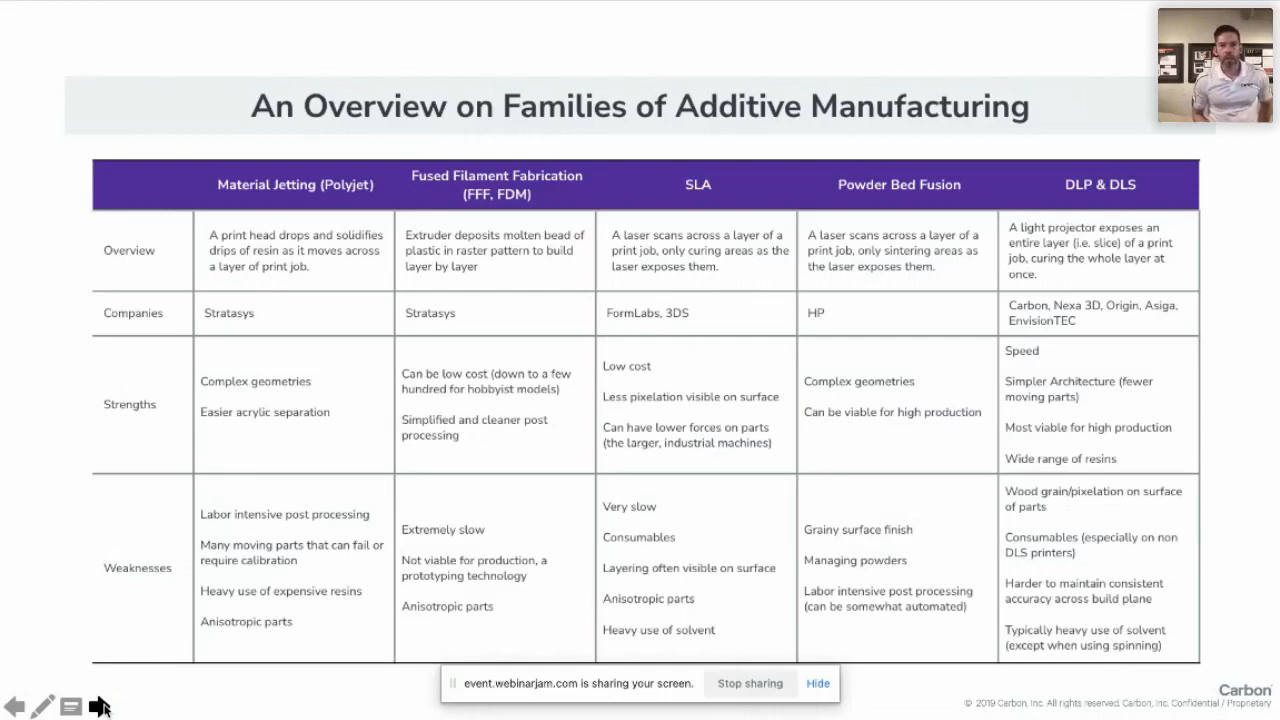 An Overview on Families of Additive Manufacturing
Material Jetting (Polyjet)
Fused Filament Fabrication
(FFF, FDM)
SLA
Powder Bed Fusion
DLP & DLS
Overview
A print head drops and solidifies
drips of resin as it moves across
a layer of print job.
Extruder deposits molten bead of
plastic in raster pattern to build
layer by layer
A laser scans across a layer of a
print job, only curing areas as the
laser exposes them.
A laser scans across a layer of a
print job, only sintering areas as
the laser exposes them.
A light projector exposes an
entire layer (i.e. slice) of a print
job, curing the whole layer at
once.
Companies
Stratasys
Stratasys
FormLabs, 3DS
HP
Carbon, Nexa 3D, Origin, Asiga,
EnvisionTEC
Strengths
Complex geometries
Easier acrylic separation
Can be low cost (down to a few
hundred for hobbyist models)
Simplified and cleaner post
processing
Low cost
Less pixelation visible on surface
Can have lower forces on parts
(the larger, industrial machines)
Complex geometries
Can be viable for high production
Speed
Simpler Architecture (fewer
moving parts)
Most viable for high production
Wide range of resins
Weaknesses
Labor intensive post processing
Many moving parts that can fail or
require calibration
Heavy use of expensive resins
Anisotropic parts
Extremely slow
Not viable for production, a
prototyping technology
Anisotropic parts
Very slow
Consumables
Layering often visible on surface
Anisotropic parts
Heavy use of solvent
Grainy surface finish
Managing powders
Labor intensive post processing
(can be somewhat automated)
Wood grain/pixelation on surface
of parts
Consumables (especially on non
DLS printers)
Harder to maintain consistent
accuracy across build plane
Typically heavy use of solvent
(except when using spinning)
event.webinarjam.com is sharing your screen.
Stop sharing
Hide
Carbon
© 2019 Carbon, Inc. All rights reserved. Carbon, Inc. Confidential / Proprietary